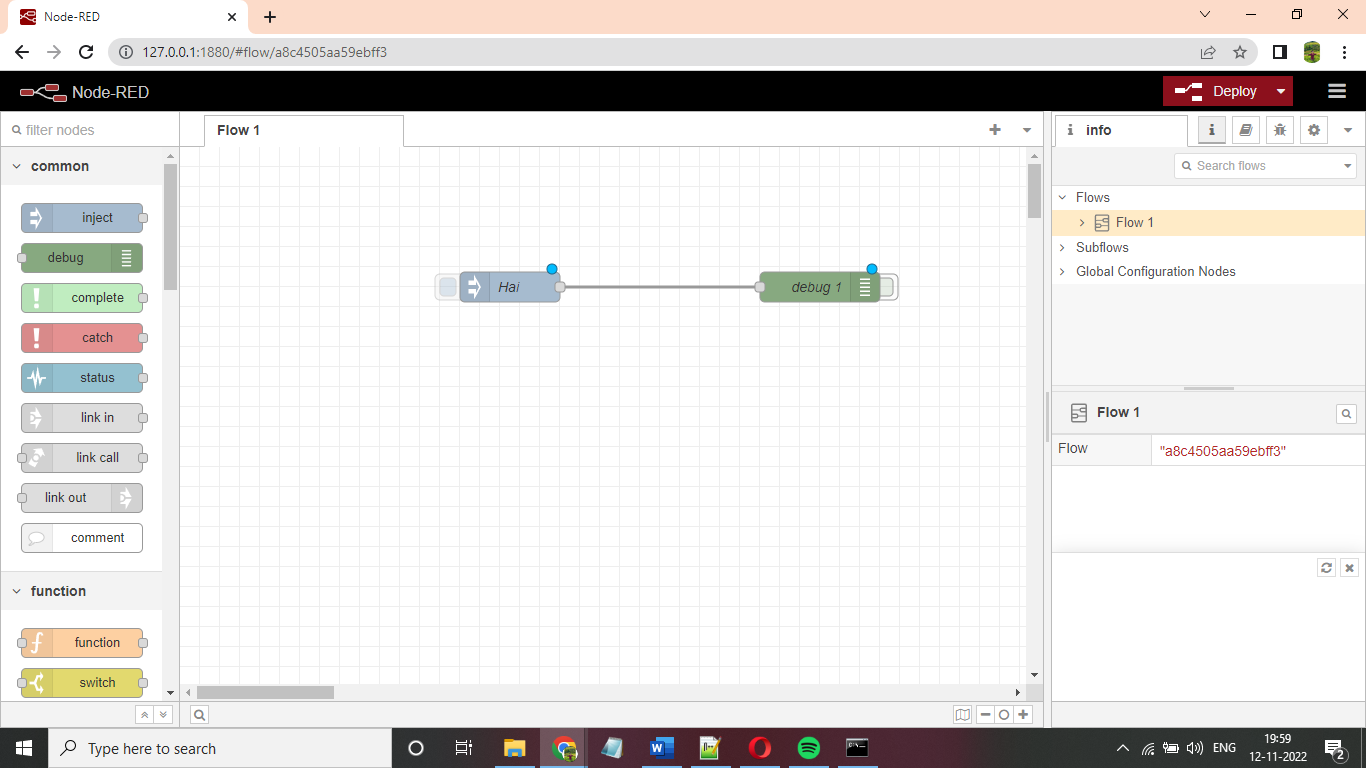 Node-RED
127.0.0.1:1880/#flow/a8c4505aa59ebff3
Node-RED
Deploy
filter nodes
Flow 1
info
common
Search flows
Flows
Flow 1
Subflows
Global Configuration Nodes
inject
debug
complete
catch
status
link in
link call
link out
comment
function
function
switch
Hai
debug 1
Flow 1
Flow
"a8c4505aa59ebff3"
Type here to search
ENG
19:59
12-11-2022
2